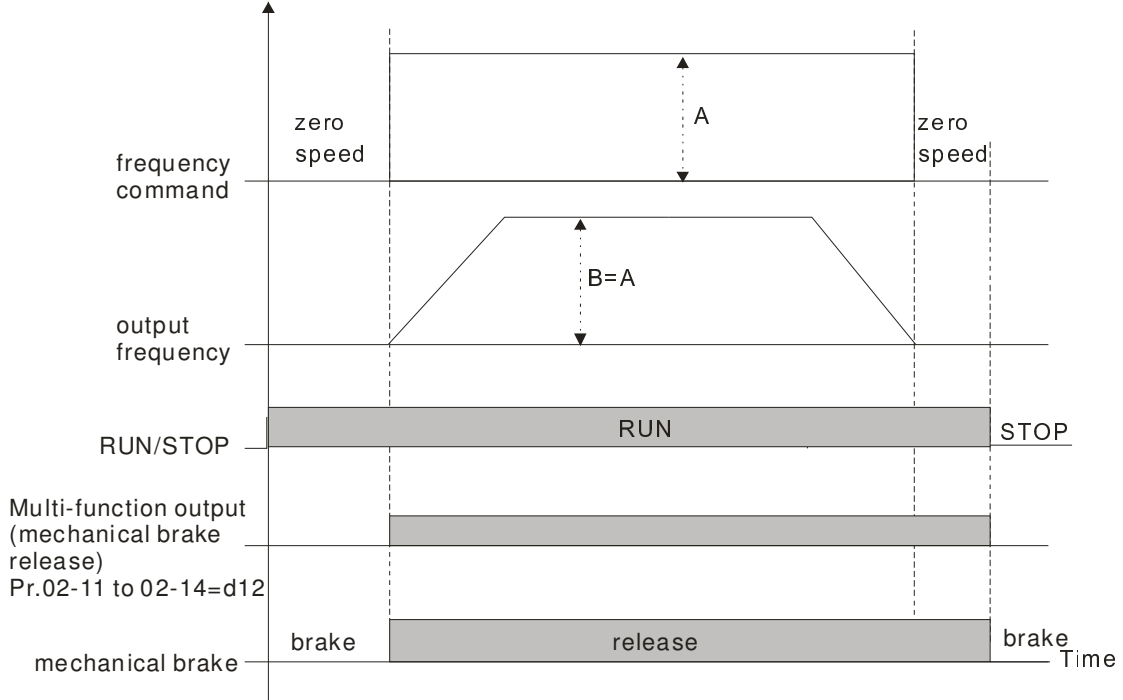 zero
speed
A
zero
speed
frequency
command
B=A
output
frequency
RUN
RUN/STOP
STOP
Multi-function output
(mechanical brake
release)
Pr.02-11 to 02-14=d12
brake
release
brake
mechanical brake
Time